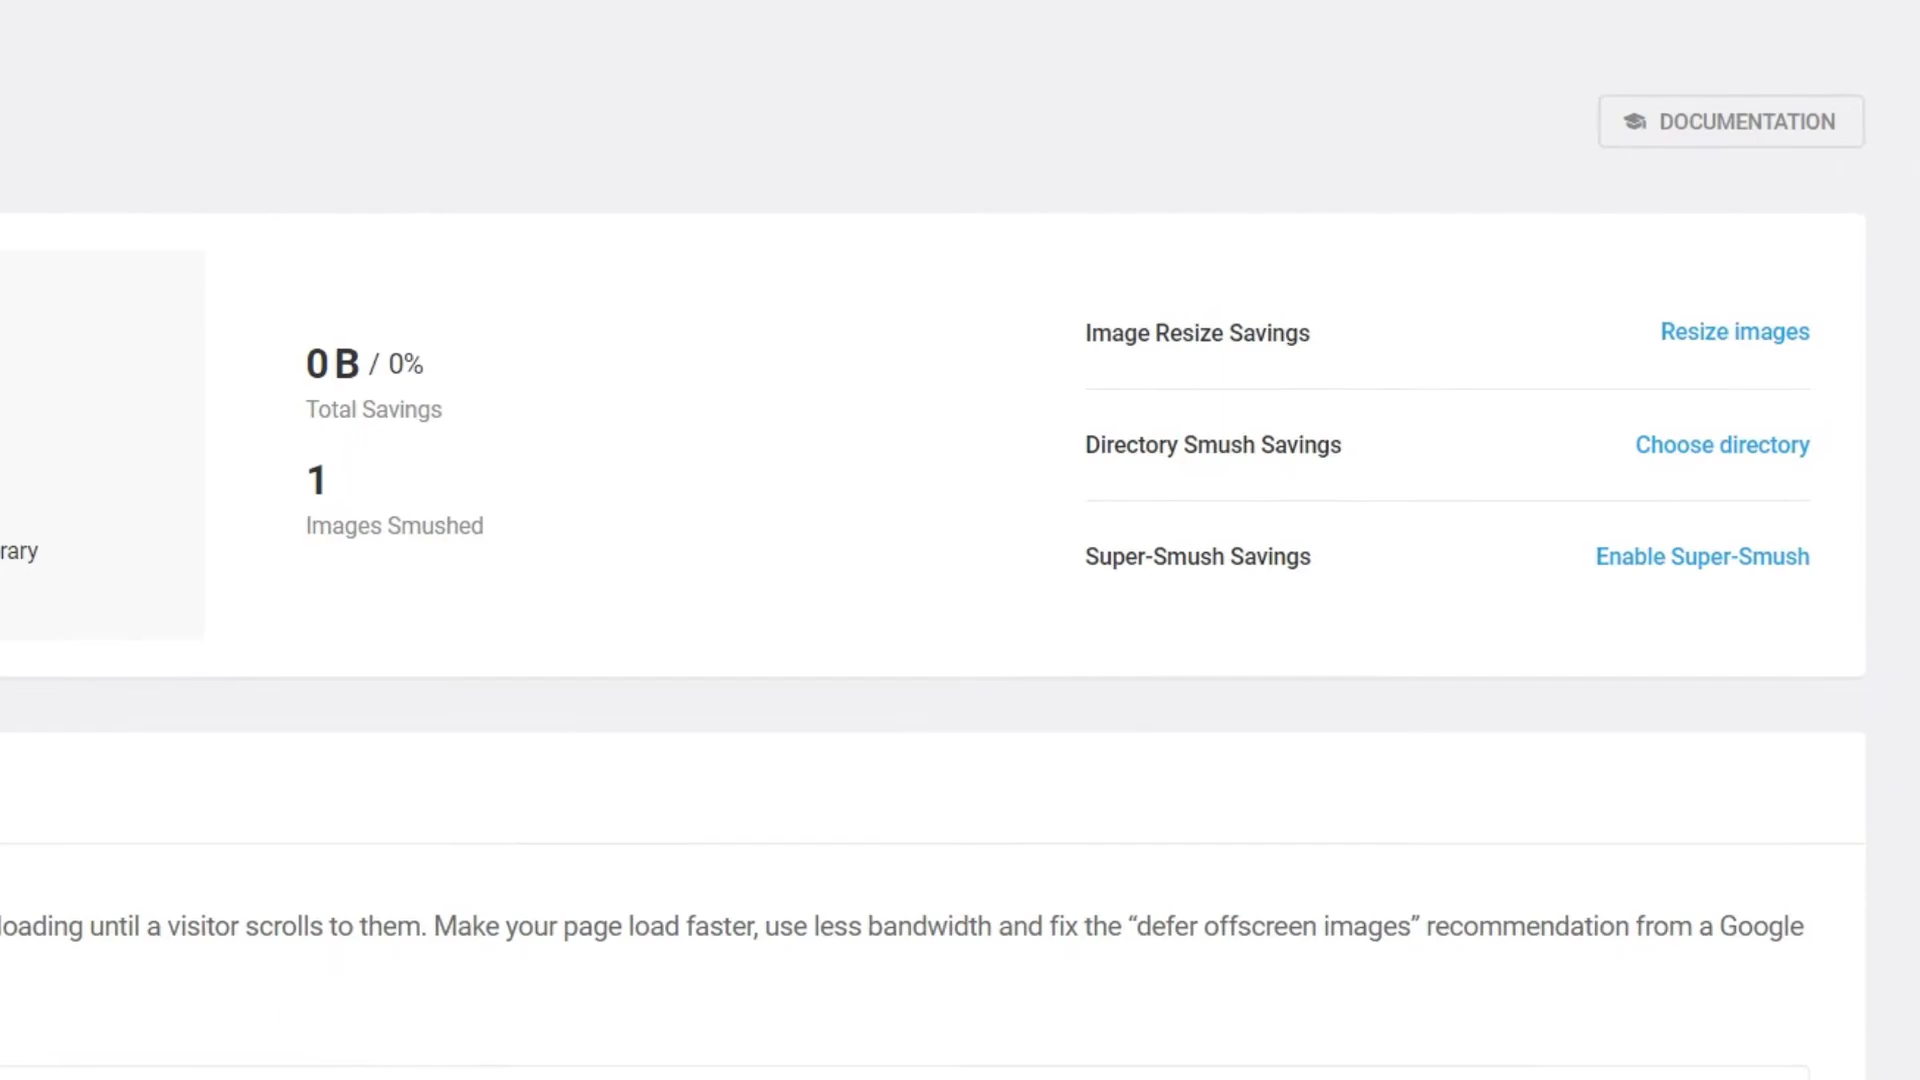 DOCUMENTATION
0 B / 0%
Total Savings
1
Images Smushed
rary
Image Resize Savings
Resize images
Directory Smush Savings
Choose directory
Super-Smush Savings
Enable Super-Smush
loading until a visitor scrolls to them. Make your page load faster, use less bandwidth and fix the “defer offscreen images” recommendation from a Google